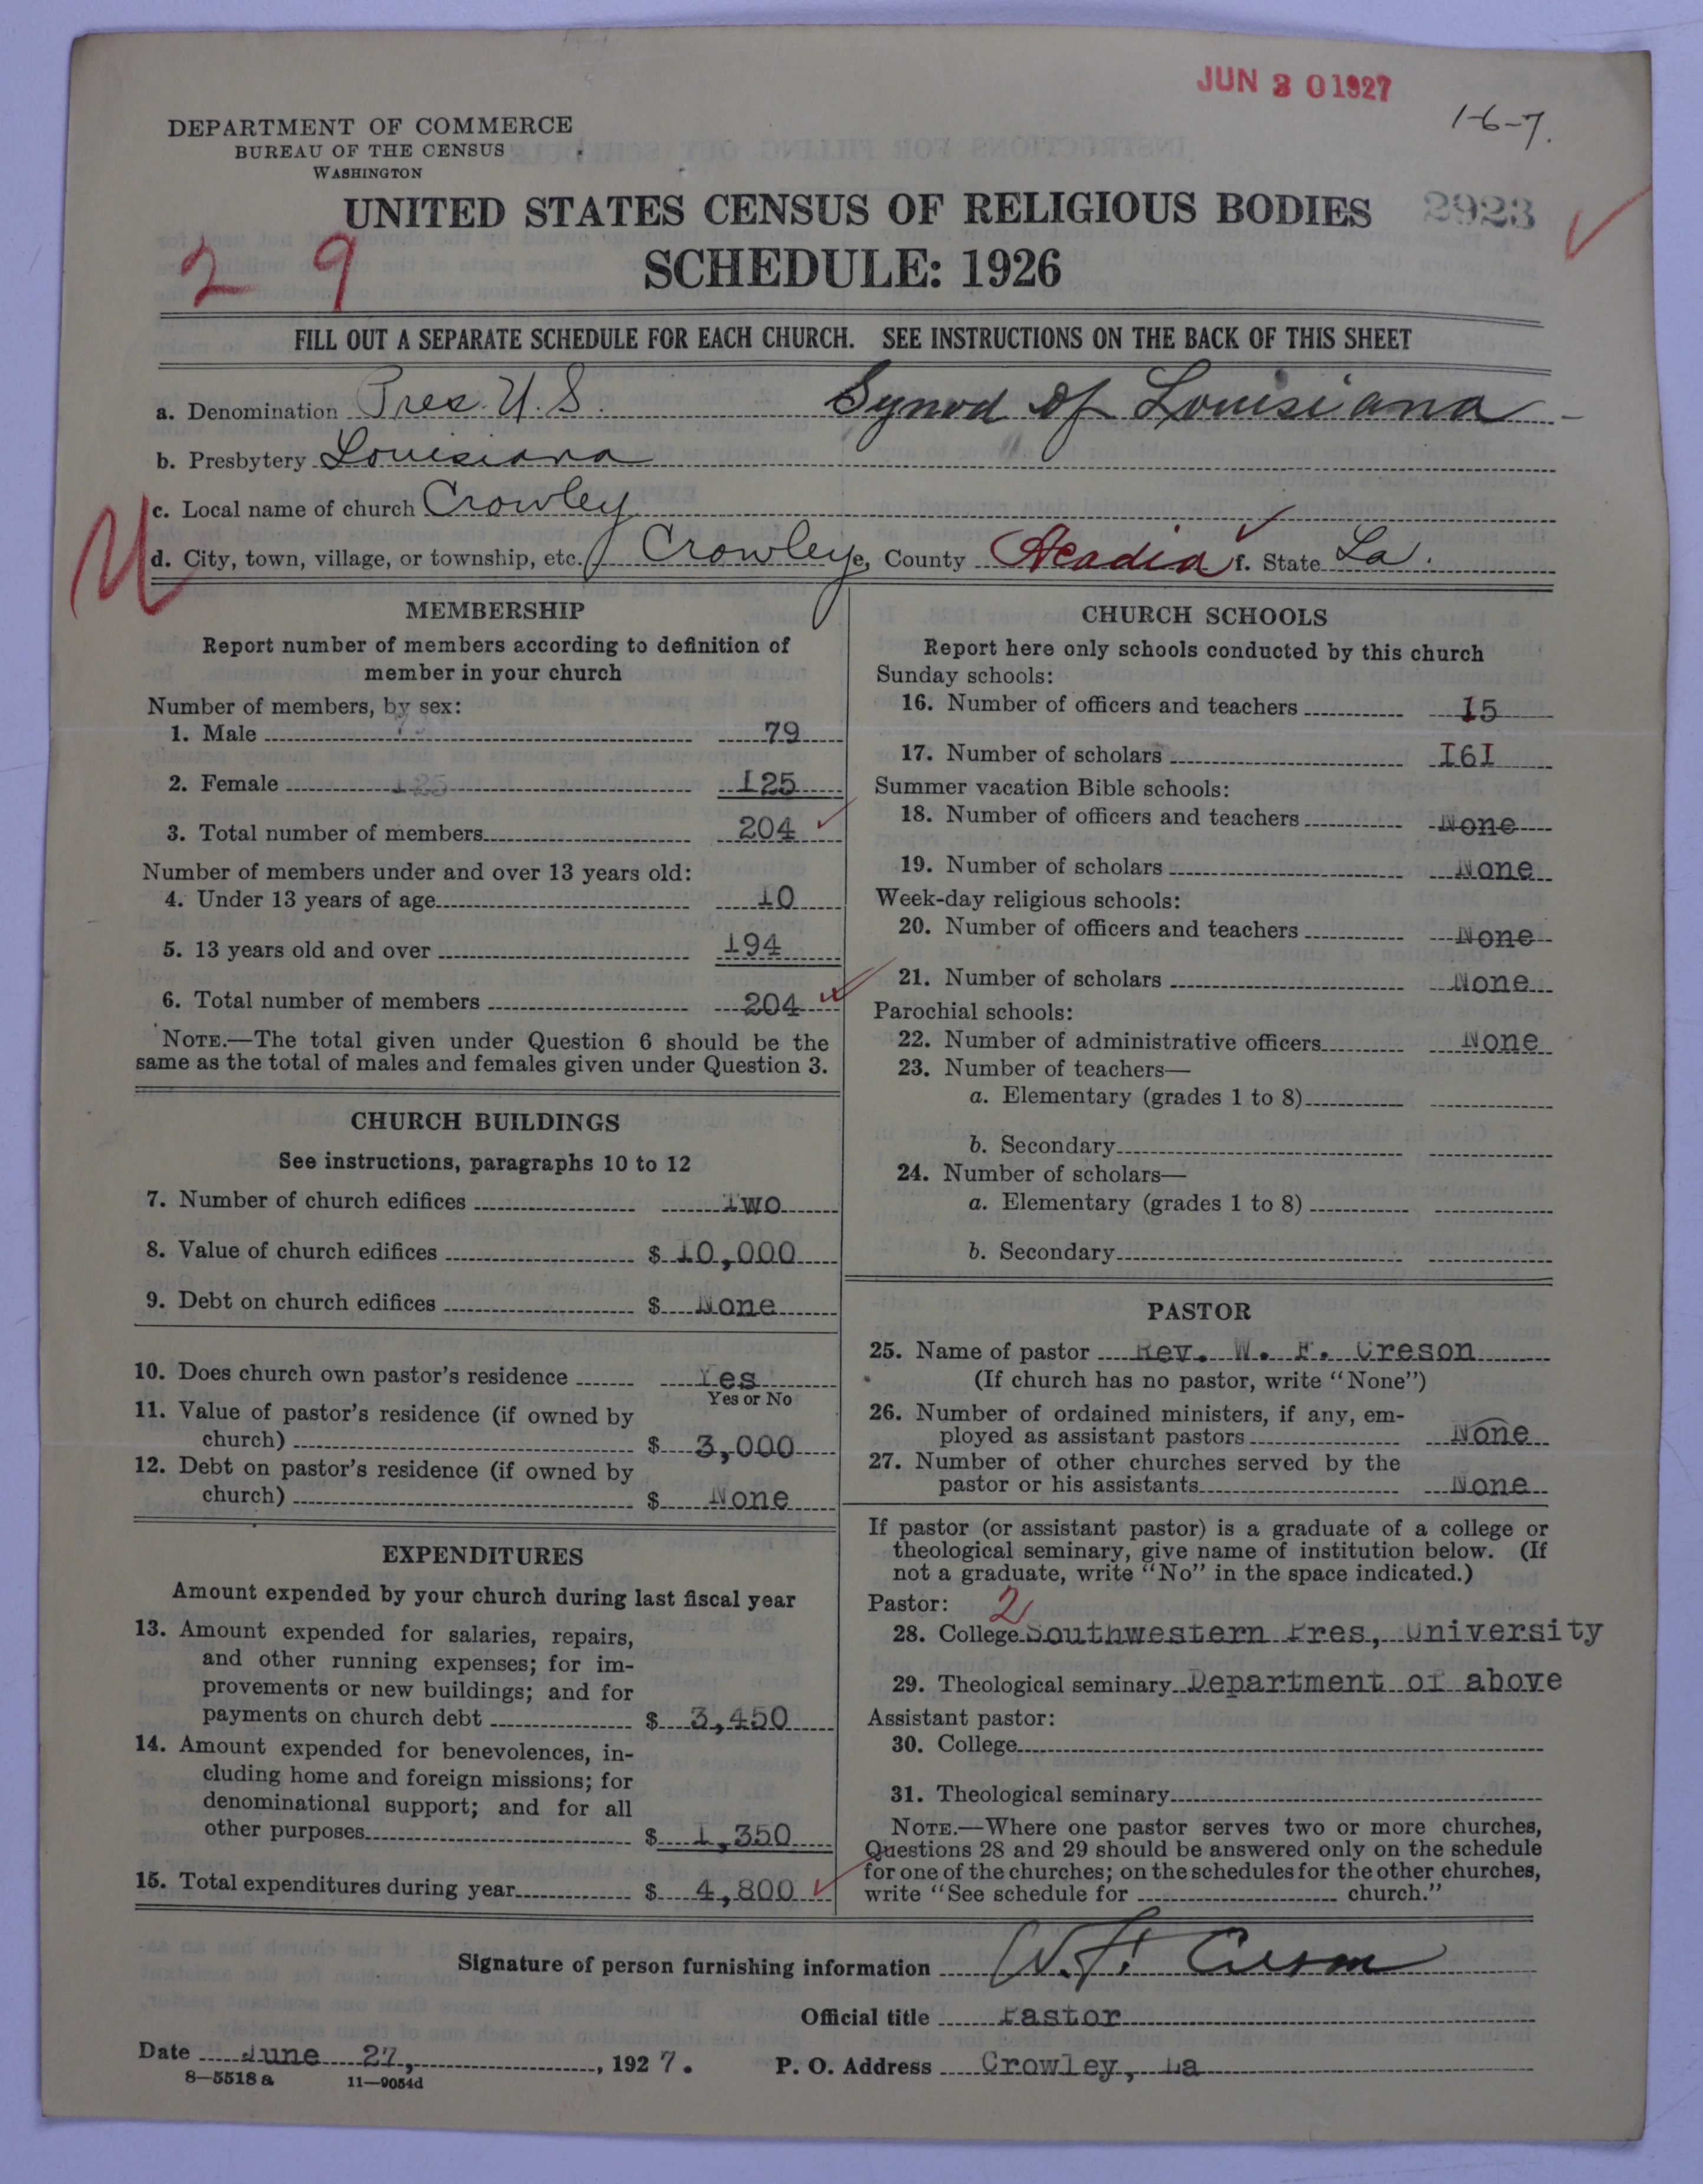 JUN 30 1927
1-6-7.
DEPARTMENT OF COMMERCE
BUREAU OF THE CENSUS
WASHINGTON
UNITED STATES CENSUS OF RELIGIOUS BODIES 2923
2 9 SCHEDULE: 1926
FILL OUT A SEPARATE SCHEDULE FOR EACH CHURCH. SEE INSTRUCTIONS ON THE BACK OF THIS SHEET
a. Denomination Pres. U.S. Synod of Louisiana
b. Presbytery Louisiana
c. Local name of church Crowley
d. City, town, village, or township, etc. Crowley e. County Acadia f. State La.
MEMBERSHIP
Report number of members according to definition of
member in your church
Number of members, by sex:
1. Male 79
2. Female 125
3. Total number of members 204
Number of members under and over 13 years old:
4. Under 13 years of age 10
5. 13 years old and over 194
6. Total number of members 204
NOTE.—The total given under Question 6 should be the
same as the total of males and females given under Question 3.
CHURCH BUILDINGS
See instructions, paragraphs 10 to 12
7. Number of church edifices Two
8. Value of church edifices $ 10,000
9. Debt on church edifices $ None
10. Does church own pastor's residence Yes
Yes or No
11. Value of pastor's residence (if owned by
church) $ 3,000
12. Debt on pastor's residence (if owned by
church) $ None
EXPENDITURES
Amount expended by your church during last fiscal year
13. Amount expended for salaries, repairs,
and other running expenses; for im-
provements or new buildings; and for
payments on church debt $ 3,450
14. Amount expended for benevolences, in-
cluding home and foreign missions; for
denominational support; and for all
other purposes $ 1,350
15. Total expenditures during year $ 4,800
CHURCH SCHOOLS
Report here only schools conducted by this church
Sunday schools:
16. Number of officers and teachers I5
17. Number of scholars I6I
Summer vacation Bible schools:
18. Number of officers and teachers None
19. Number of scholars None
Week-day religious schools:
20. Number of officers and teachers None
21. Number of scholars None
Parochial schools:
22. Number of administrative officers None
23. Number of teachers—
a. Elementary (grades 1 to 8)
b. Secondary
24. Number of scholars—
a. Elementary (grades 1 to 8)
b. Secondary
PASTOR
25. Name of pastor Rev. W. F. Creson
(If church has no pastor, write "None")
26. Number of ordained ministers, if any, em-
ployed as assistant pastors None
27. Number of other churches served by the
pastor or his assistants None
If pastor (or assistant pastor) is a graduate of a college or
theological seminary, give name of institution below. (If
not a graduate, write "No" in the space indicated.)
Pastor: 2
28. College Southwestern Pres, University
29. Theological seminary Department of above
Assistant pastor:
30. College
31. Theological seminary
NOTE.—Where one pastor serves two or more churches,
Questions 28 and 29 should be answered only on the schedule
for one of the churches; on the schedules for the other churches,
write "See schedule for church."
Signature of person furnishing information W. F. Creson
Official title Pastor
Date June 27, 1927. P. O. Address Crowley, La
8—5518a 11—9054d